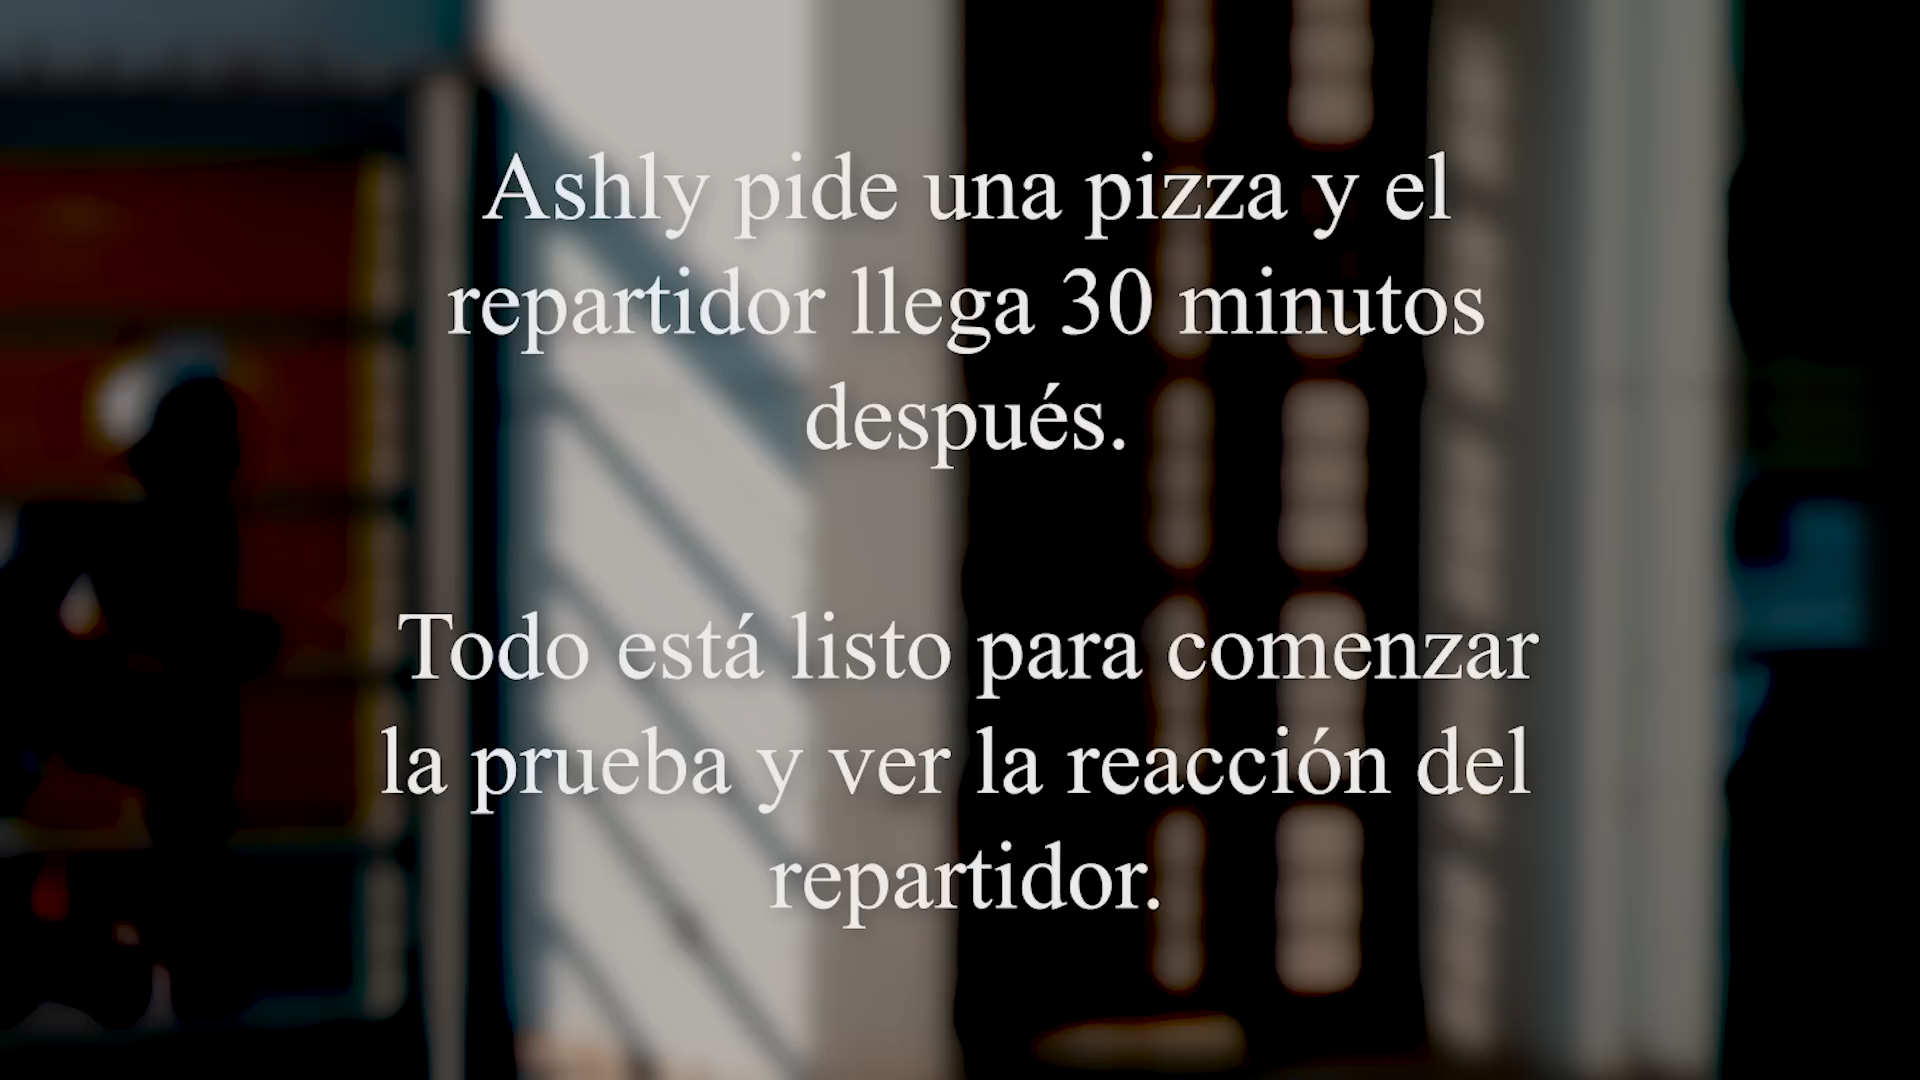 Ashly pide una pizza y el
repartidor llega 30 minutos
después.
Todo está listo para comenzar
la prueba y ver la reacción del
repartidor.